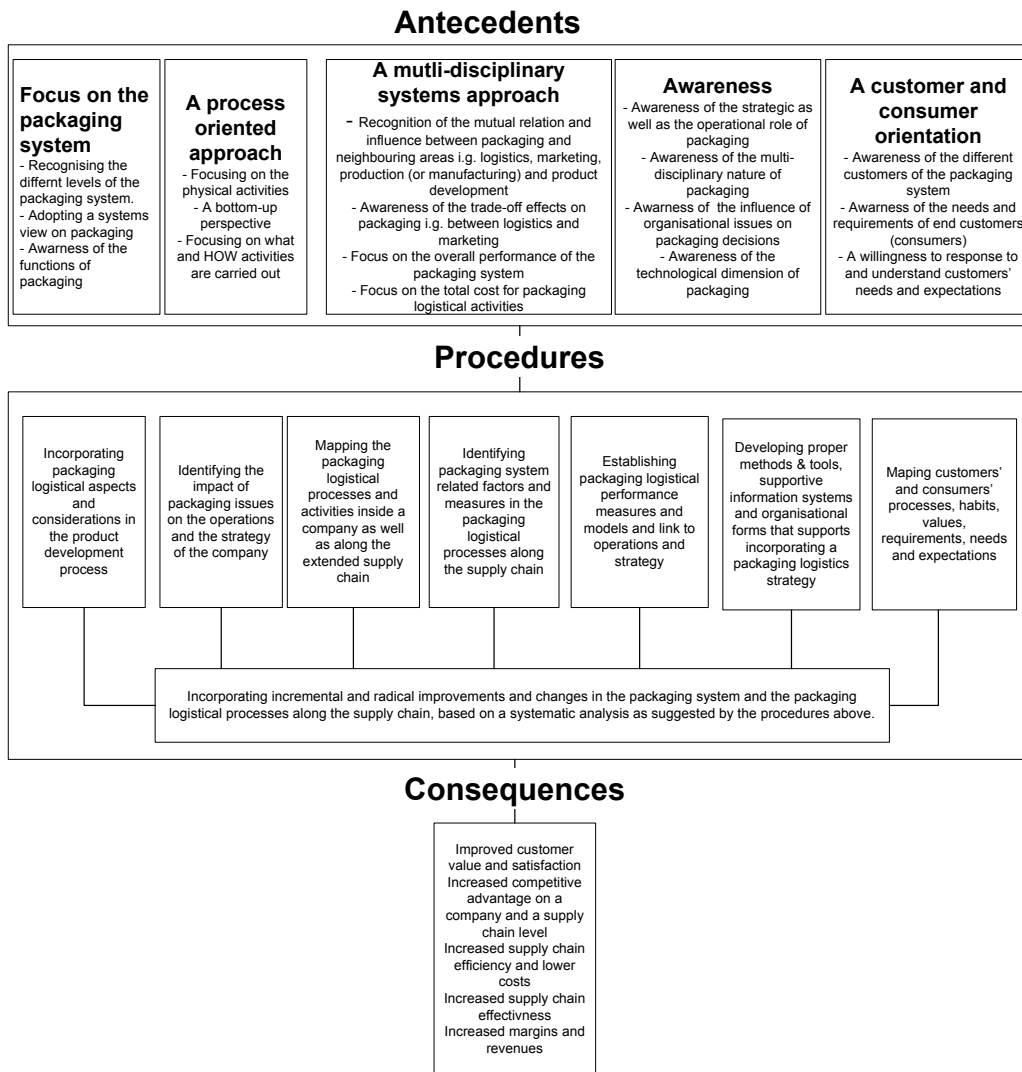 Antecedents
Focus on the
packaging
system
- Recognising the
differnt levels of the
packaging system.
- Adopting a systems
view on packaging
- Awarness of the
functions of
packaging
A process
oriented
approach
- Focusing on the
physical activities
- A bottom-up
perspective
- Focusing on what
and HOW activities
are carried out
A mutli-disciplinary
systems approach
- Recognition of the mutual relation and
influence between packaging and
neighbouring areas i.g. logistics, marketing,
production (or manufacturing) and product
development
- Awareness of the trade-off effects on
packaging i.g. between logistics and
marketing
- Focus on the overall performance of the
packaging system
- Focus on the total cost for packaging
logistical activities
Awareness
- Awareness of the strategic as
well as the operational role of
packaging
- Awareness of the multi-
disciplinary nature of
packaging
- Awarness of  the influence of
organisational issues on
packaging decisions
- Awareness of the
technological dimension of
packaging
A customer and
consumer
orientation
- Awareness of the different
customers of the packaging
system
- Awarness of the needs and
requirements of end customers
(consumers)
- A willingness to response to
and understand customers'
needs and expectations
Procedures
Incorporating
packaging
logistical aspects
and
considerations in
the product
development
process
Identifying the
impact of
packaging issues
on the operations
and the strategy of
the company
Mapping the
packaging
logistical
processes and
activities inside a
company as well
as along the
extended supply
chain
Identifying
packaging system
related factors and
measures in the
packaging
logistical
processes along
the supply chain
Establishing
packaging logistical
performance
measures and
models and link to
operations and
strategy
Developing proper
methods & tools,
supportive
information systems
and organisational
forms that supports
incorporating a
packaging logistics
strategy
Maping customers'
and consumers'
processes, habits,
values,
requirements, needs
and expectations
Incorporating incremental and radical improvements and changes in the packaging system and the packaging
logistical processes along the supply chain, based on a systematic analysis as suggested by the procedures above.
Consequences
Improved customer
value and satisfaction
Increased competitive
advantage on a
company and a supply
chain level
Increased supply chain
efficiency and lower
costs
Increased supply chain
effectivness
Increased margins and
revenues